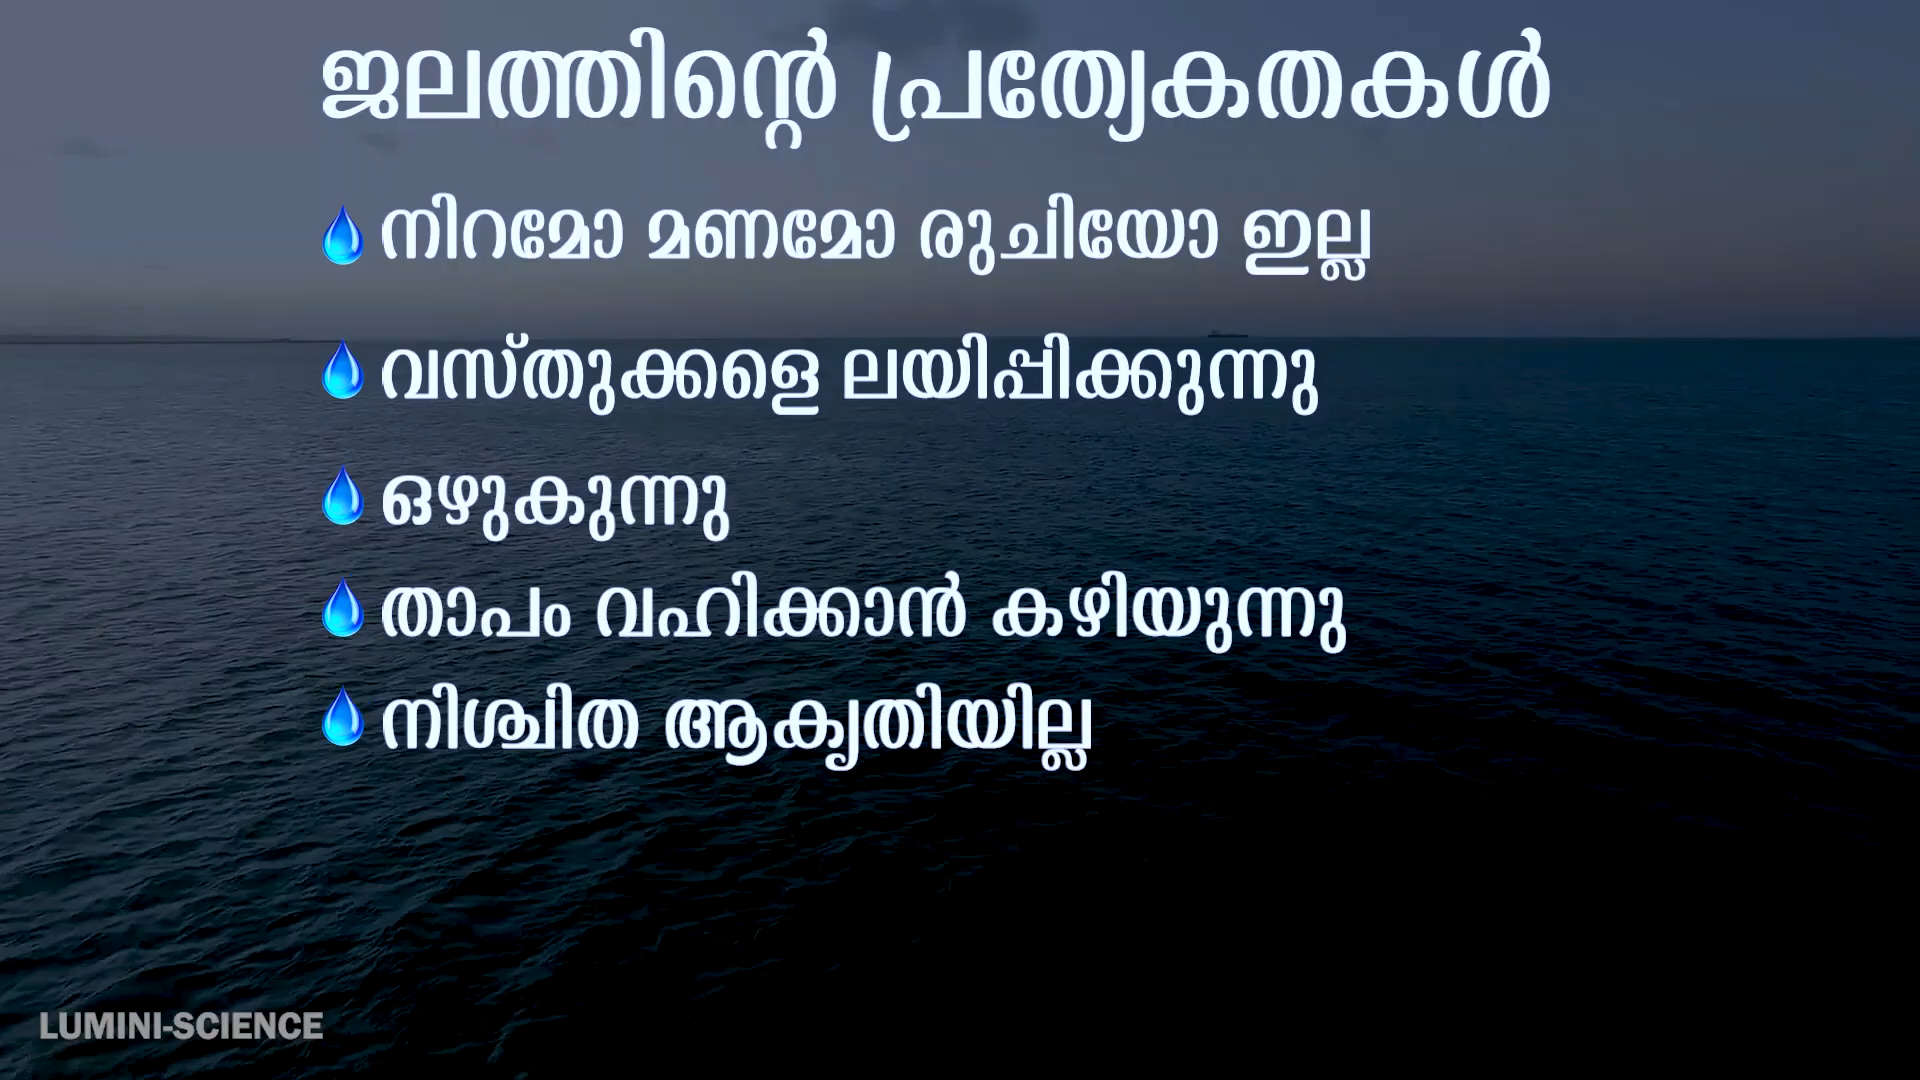 ജലത്തിന്റെ പ്രത്യേകതകൾ
നിറമോ മണമോ രുചിയോ ഇല്ല
വസ്തുക്കളെ ലയിപ്പിക്കുന്നു
ഒഴുകുന്നു
താപം വഹിക്കാൻ കഴിയുന്നു
നിശ്ചിത ആകൃതിയില്ല
LUMINI-SCIENCE